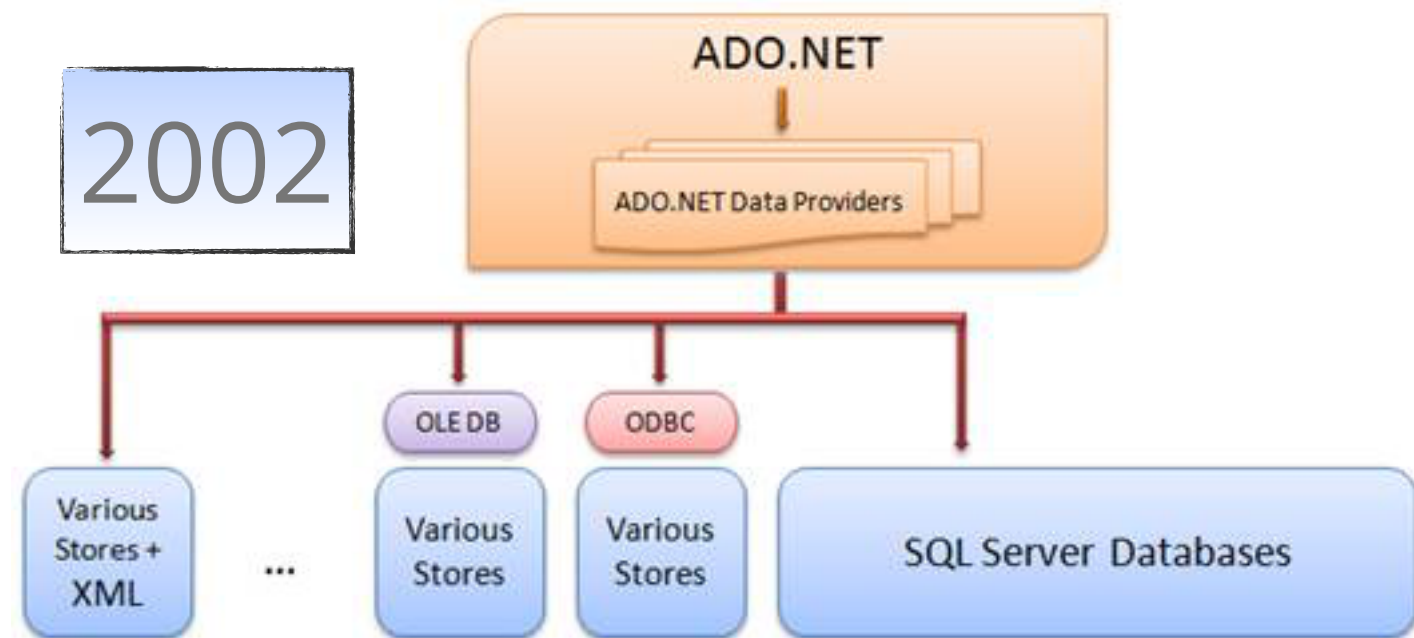 ADO.NET
2002
ADO.NET Data Providers
OLE DB
ODBC
Various
Stores +
XML
...
Various
Stores
Various
Stores
SQL Server Databases